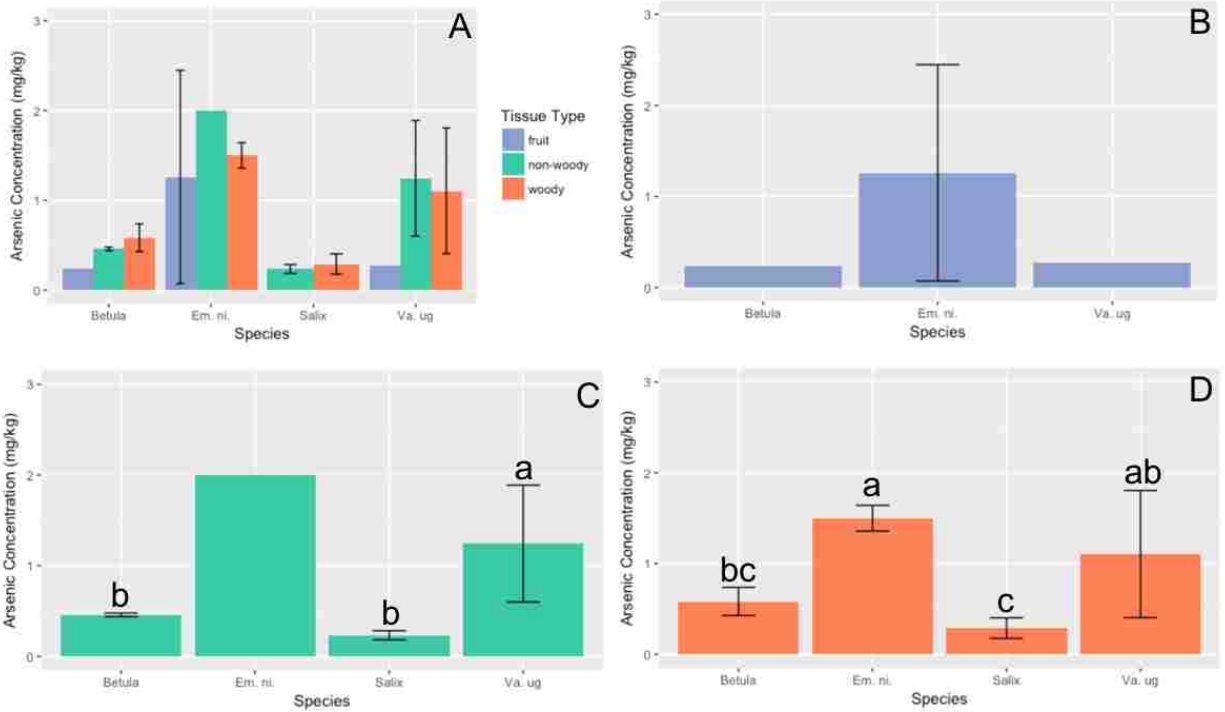 A
Arsenic Concentration (mg/kg)
3
2
1
0
Betula
Em. ni.
Salix
Va. ug
Species
Tissue Type
fruit
non-woody
woody
B
Arsenic Concentration (mg/kg)
3
2
1
0
Betula
Em. ni.
Va. ug
Species
C
Arsenic Concentration (mg/kg)
3
2
1
0
b
b
a
Betula
Em. ni.
Salix
Va. ug
Species
D
Arsenic Concentration (mg/kg)
3
2
1
0
bc
a
c
ab
Betula
Em. ni.
Salix
Va. ug
Species